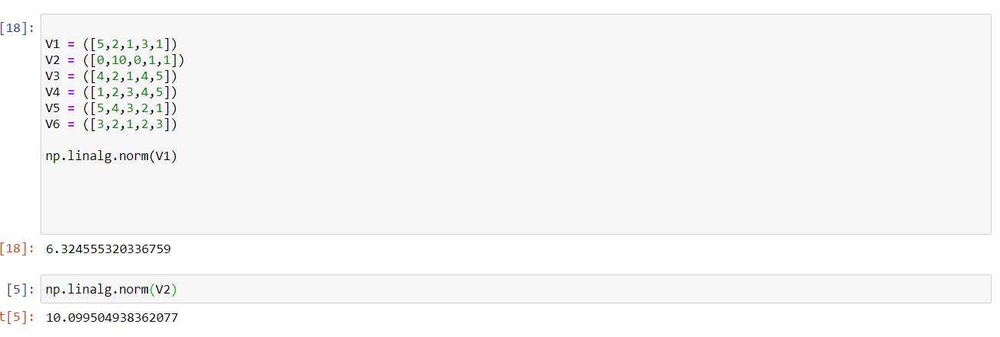 [18]:
V1 = ([5,2,1,3,1])
V2 = ([0,10,0,1,1])
V3 = ([4,2,1,4,5])
V4 = ([1,2,3,4,5])
V5 = ([5,4,3,2,1])
V6 = ([3,2,1,2,3])
np.linalg.norm(V1)
[18]: 6.324555320336759
[5]: np.linalg.norm(V2)
t[5]: 10.099504938362077